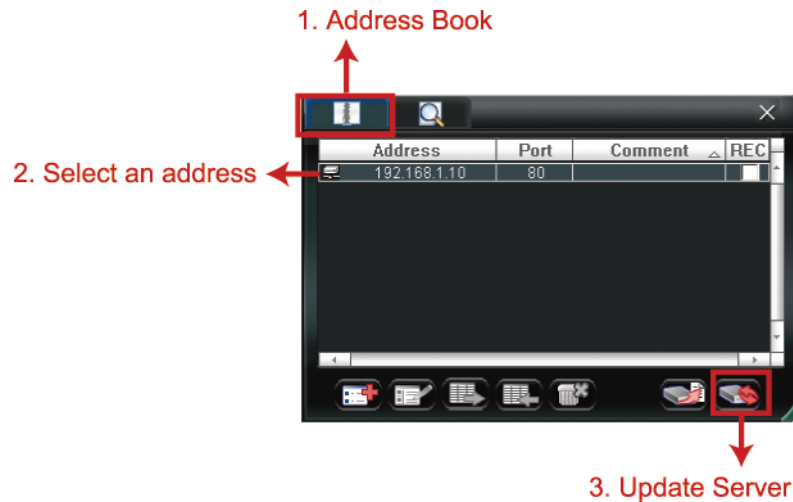 1. Address Book
Address Port Comment REC
2. Select an address
192.168.1.10 80
3. Update Server